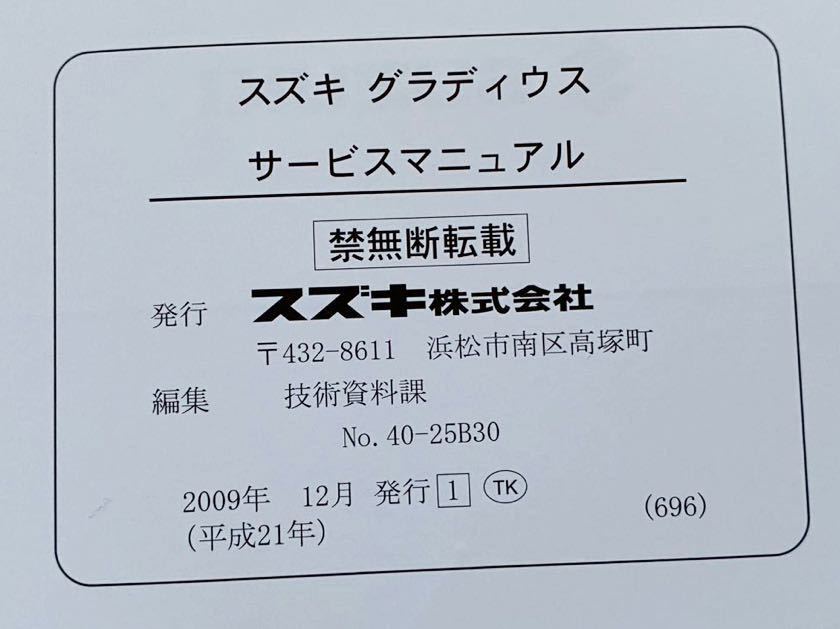 スズキ グラディウス
サービスマニュアル
禁無断転載
発行 スズキ株式会社
〒432-8611 浜松市南区高塚町
編集 技術資料課
No.40-25B30
2009年 12月 発行 1 TK
(平成21年) (696)